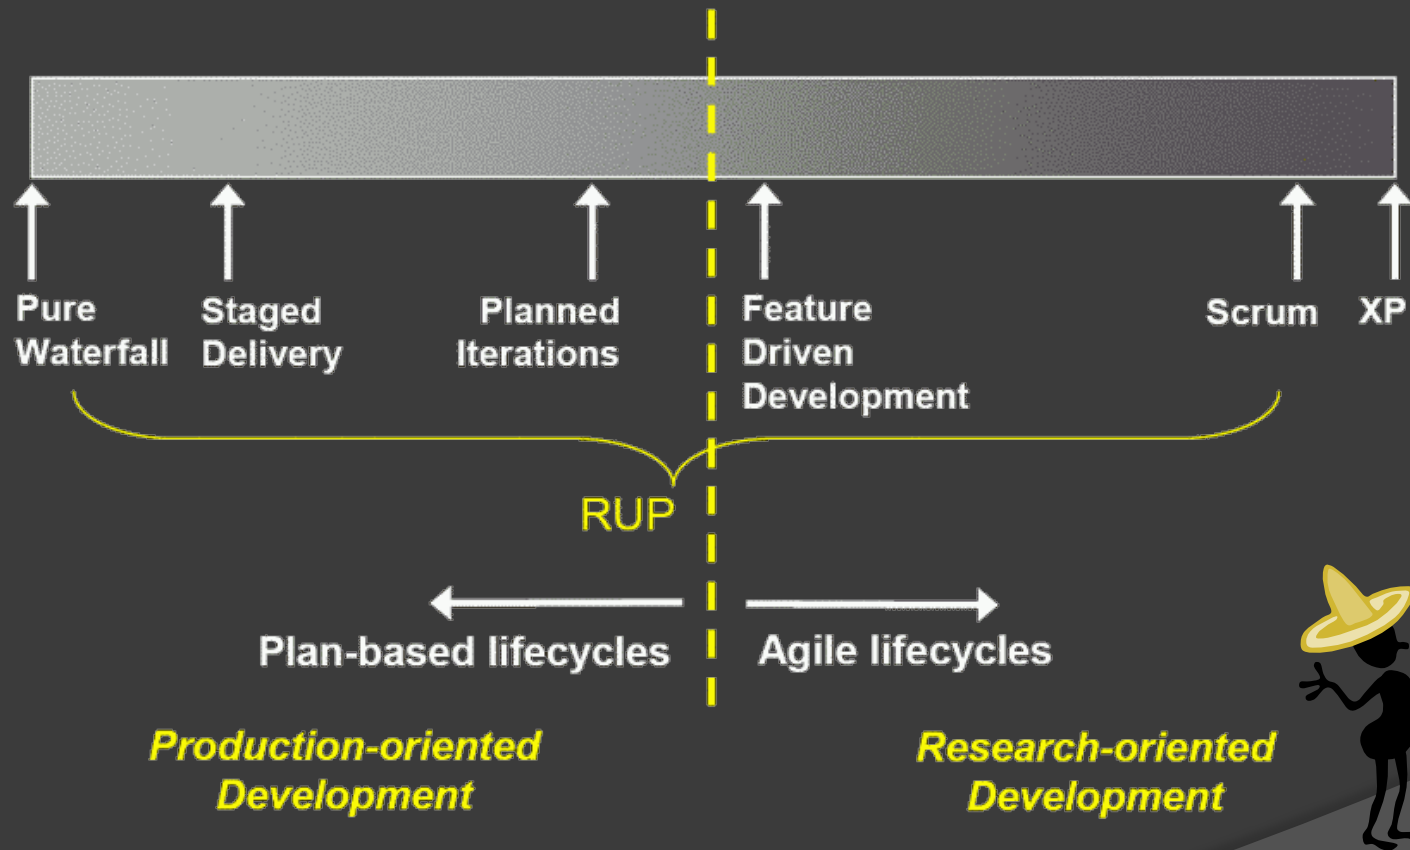 Pure
Waterfall
Staged
Delivery
Planned
Iterations
Feature
Driven
Development
Scrum
XP
RUP
Plan-based lifecycles
Agile lifecycles
Production-oriented
Development
Research-oriented
Development